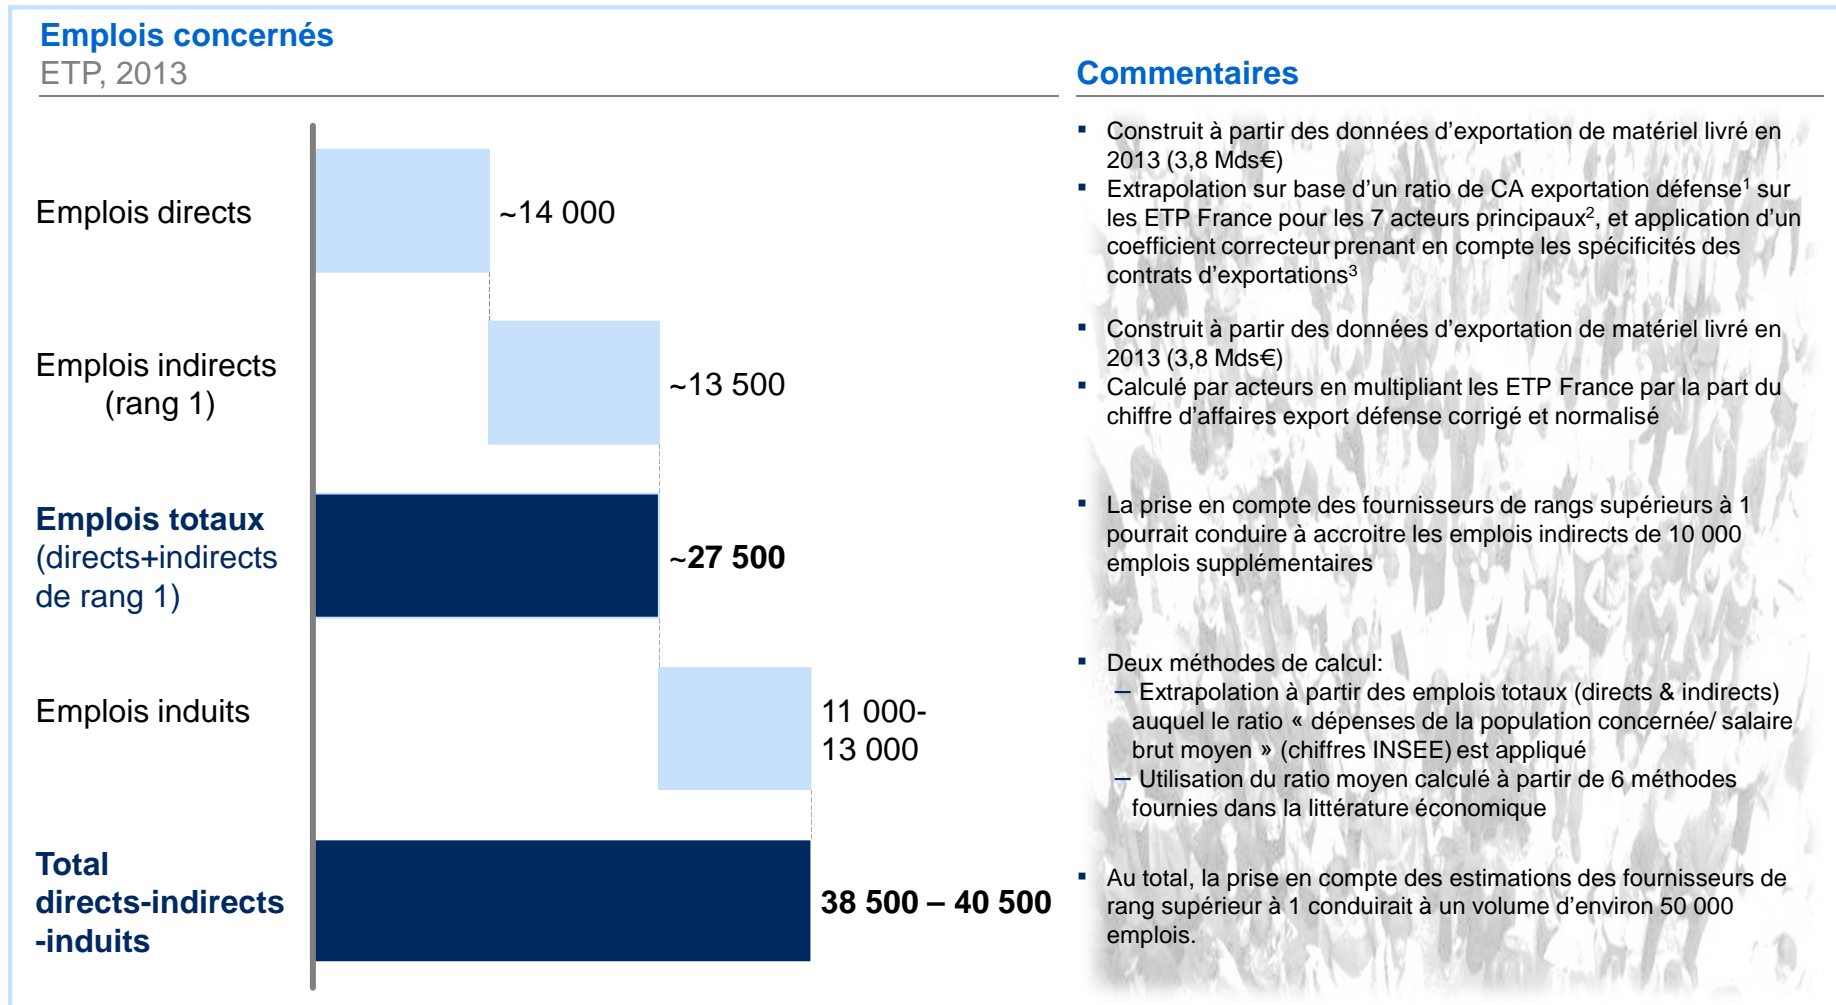 Emplois concernés
ETP, 2013
Emplois directs
~14 000
Emplois indirects
(rang 1)
~13 500
Emplois totaux
(directs+indirects
de rang 1)
~27 500
Emplois induits
11 000-
13 000
Total
directs-indirects
-induits
38 500 – 40 500
Commentaires
▪ Construit à partir des données d'exportation de matériel livré en
2013 (3,8 Mds€)
▪ Extrapolation sur base d'un ratio de CA exportation défense¹ sur
les ETP France pour les 7 acteurs principaux², et application d'un
coefficient correcteur prenant en compte les spécificités des
contrats d'exportations³
▪ Construit à partir des données d'exportation de matériel livré en
2013 (3,8 Mds€)
▪ Calculé par acteurs en multipliant les ETP France par la part du
chiffre d'affaires export défense corrigé et normalisé
▪ La prise en compte des fournisseurs de rangs supérieurs à 1
pourrait conduire à accroitre les emplois indirects de 10 000
emplois supplémentaires
▪ Deux méthodes de calcul:
– Extrapolation à partir des emplois totaux (directs & indirects)
auquel le ratio « dépenses de la population concernée/ salaire
brut moyen » (chiffres INSEE) est appliqué
– Utilisation du ratio moyen calculé à partir de 6 méthodes
fournies dans la littérature économique
▪ Au total, la prise en compte des estimations des fournisseurs de
rang supérieur à 1 conduirait à un volume d'environ 50 000
emplois.